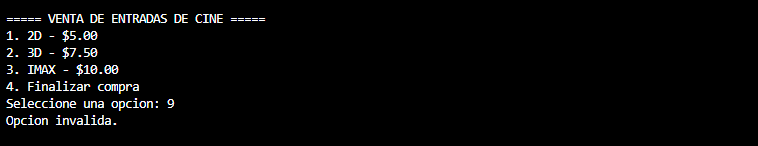 ===== VENTA DE ENTRADAS DE CINE =====
1. 2D - $5.00
2. 3D - $7.50
3. IMAX - $10.00
4. Finalizar compra
Seleccione una opcion: 9
Opcion invalida.